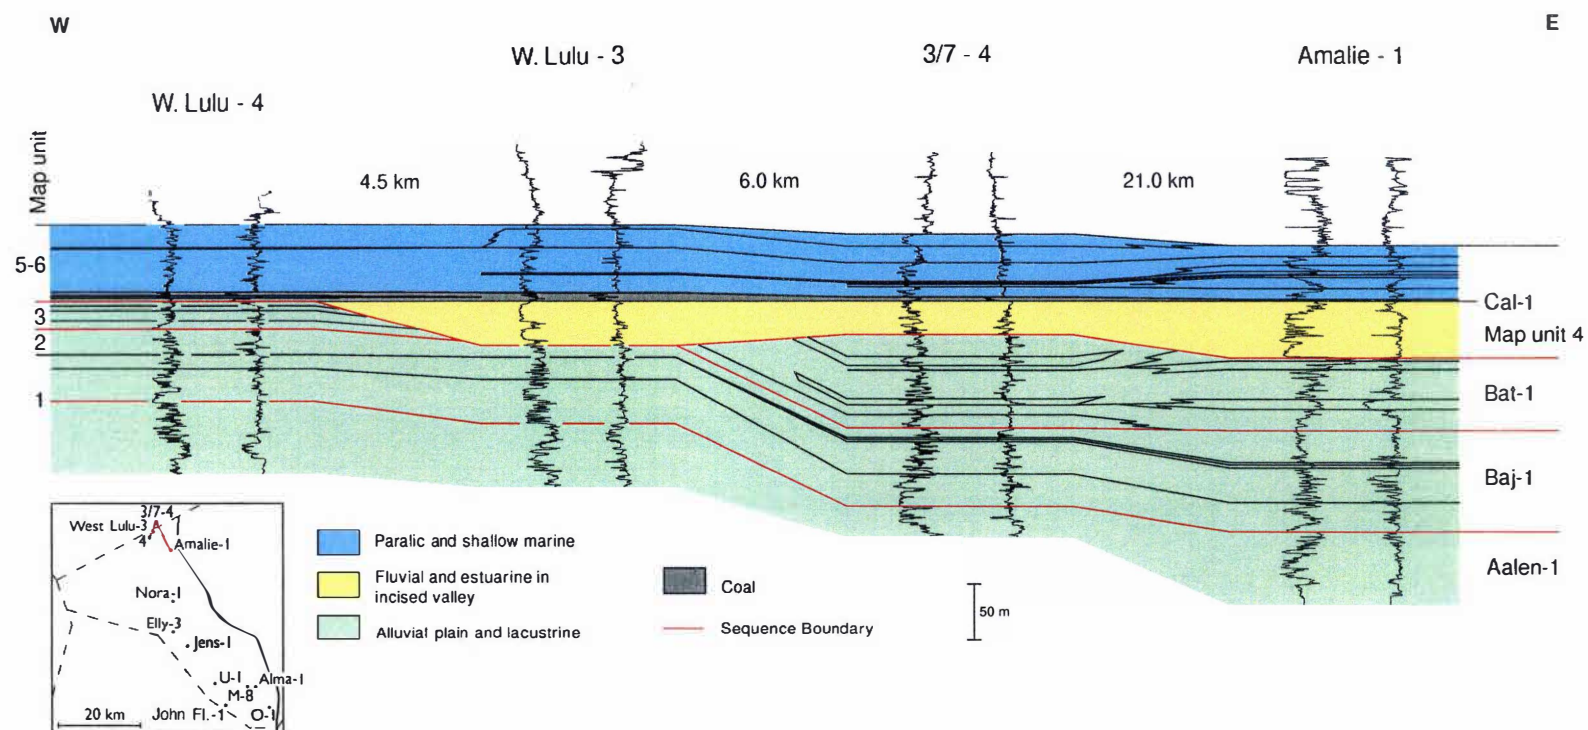 W
E
W. Lulu - 4
W. Lulu - 3
3/7 - 4
Amalie - 1
Map unit
4.5 km
6.0 km
21.0 km
5-6
3
2
1
Cal-1
Map unit 4
Bat-1
Baj-1
Aalen-1
3/7-4
West Lulu-3
4
Amalie-1
Nora-1
Elly-3
Jens-1
U-1
Alma-1
M-8
John Fl.-1
O-1
20 km
Paralic and shallow marine
Fluvial and estuarine in
incised valley
Alluvial plain and lacustrine
Coal
Sequence Boundary
50 m